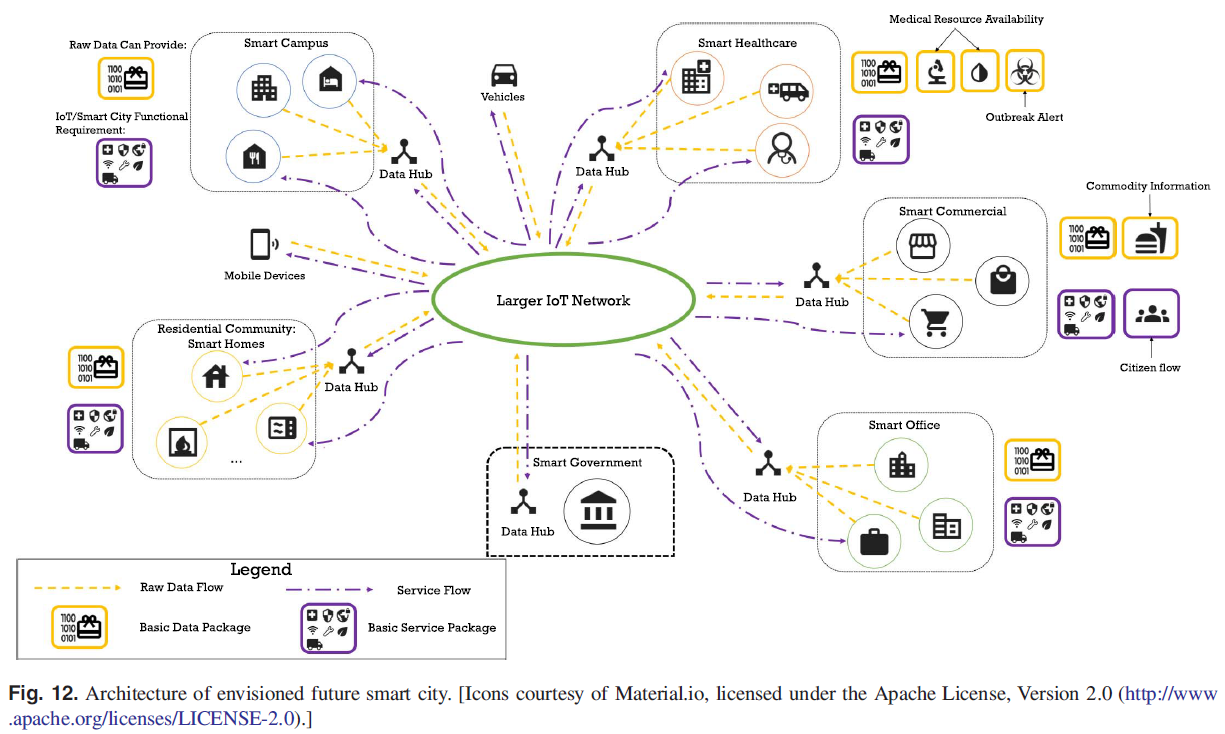 Raw Data Can Provide:
1100
1010
0101
IoT/Smart City Functional
Requirement:
Smart Campus
Data Hub
Vehicles
Smart Healthcare
Data Hub
Medical Resource Availability
1100
1010
0101
Outbreak Alert
Mobile Devices
Larger IoT Network
Smart Commercial
Data Hub
Commodity Information
1100
1010
0101
Citizen flow
Residential Community:
Smart Homes
1100
1010
0101
Data Hub
...
Smart Government
Data Hub
Smart Office
Data Hub
1100
1010
0101
Legend
Raw Data Flow
Service Flow
1100
1010
0101
Basic Data Package
Basic Service Package
Fig. 12. Architecture of envisioned future smart city. [Icons courtesy of Material.io, licensed under the Apache License, Version 2.0 (http://www
.apache.org/licenses/LICENSE-2.0).]